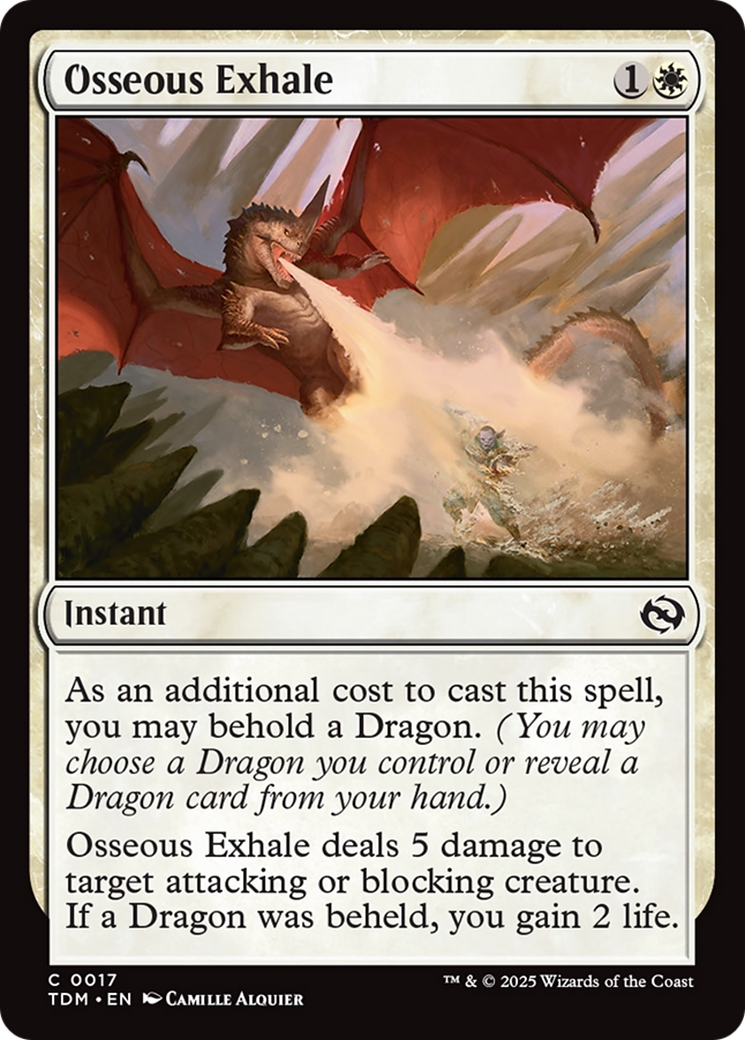 Osseous Exhale 1
Instant
As an additional cost to cast this spell,
you may behold a Dragon. (You may
choose a Dragon you control or reveal a
Dragon card from your hand.)
Osseous Exhale deals 5 damage to
target attacking or blocking creature.
If a Dragon was beheld, you gain 2 life.
C 0017
TDM • EN CAMILLE ALQUIER
™ & © 2025 Wizards of the Coast